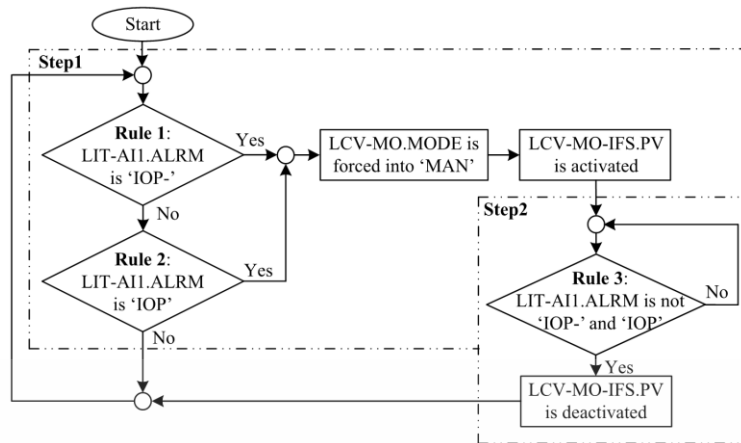 Start
Step1
Rule 1:
LIT-AI1.ALRM
is ‘IOP-’
Yes
No
LCV-MO.MODE is
forced into ‘MAN’
LCV-MO-IFS.PV
is activated
Rule 2:
LIT-AI1.ALRM
is ‘IOP’
Yes
No
Step2
Rule 3:
LIT-AI1.ALRM is not
‘IOP-’ and ‘IOP’
No
Yes
LCV-MO-IFS.PV
is deactivated